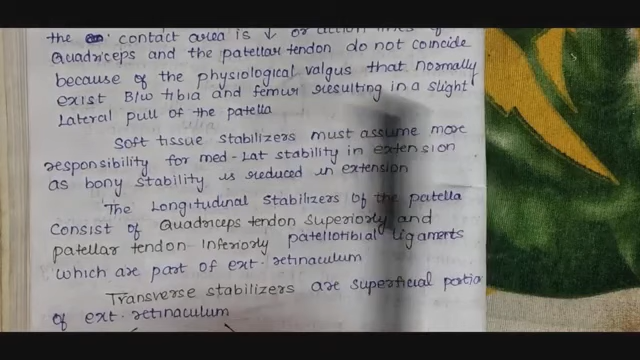 the contact area is ↓ or action lines
Quadriceps and the patellar tendon do not coincide
because of the physiological valgus that normally
exist B/w tibia and femur resulting in a slight
Lateral pull of the patella
Soft tissue stabilizers must assume more
responsibility for med-Lat stability in extension
as bony stability is reduced in extension
The Longitudinal stabilizers of the patella
consist of Quadriceps tendon superiorly and
patellar tendon inferiorly patellotibial ligaments
which are part of ext. retinaculum
Transverse stabilizers are superficial portio
of ext. retinaculum